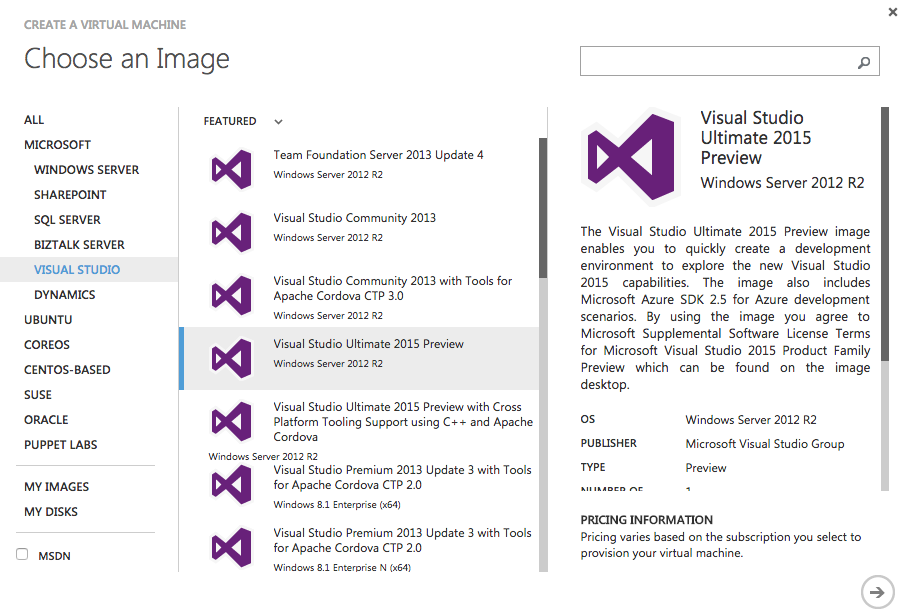 CREATE A VIRTUAL MACHINE
Choose an Image
ALL
MICROSOFT
WINDOWS SERVER
SHAREPOINT
SQL SERVER
BIZTALK SERVER
VISUAL STUDIO
DYNAMICS
UBUNTU
COREOS
CENTOS-BASED
SUSE
ORACLE
PUPPET LABS
MY IMAGES
MY DISKS
MSDN
FEATURED
Team Foundation Server 2013 Update 4
Windows Server 2012 R2
Visual Studio Community 2013
Windows Server 2012 R2
Visual Studio Community 2013 with Tools for
Apache Cordova CTP 3.0
Windows Server 2012 R2
Visual Studio Ultimate 2015 Preview
Windows Server 2012 R2
Visual Studio Ultimate 2015 Preview with Cross
Platform Tooling Support using C++ and Apache
Cordova
Windows Server 2012 R2
Visual Studio Premium 2013 Update 3 with Tools
for Apache Cordova CTP 2.0
Windows 8.1 Enterprise (x64)
Visual Studio Premium 2013 Update 3 with Tools
for Apache Cordova CTP 2.0
Windows 8.1 Enterprise N (x64)
Visual Studio
Ultimate 2015
Preview
Windows Server 2012 R2
The Visual Studio Ultimate 2015 Preview image
enables you to quickly create a development
environment to explore the new Visual Studio
2015 capabilities. The image also includes
Microsoft Azure SDK 2.5 for Azure development
scenarios. By using the image you agree to
Microsoft Supplemental Software License Terms
for Microsoft Visual Studio 2015 Product Family
Preview which can be found on the image
desktop.
OS Windows Server 2012 R2
PUBLISHER Microsoft Visual Studio Group
TYPE Preview
NUMBER OF 1
PRICING INFORMATION
Pricing varies based on the subscription you select to
provision your virtual machine.